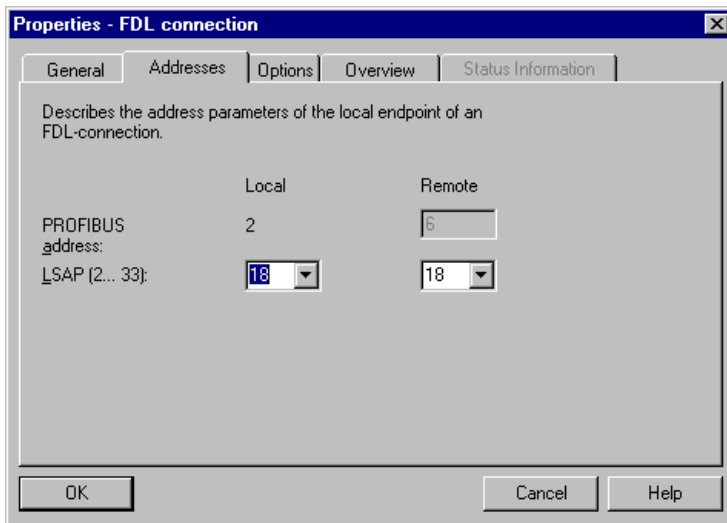 Properties - FDL connection
General Addresses Options Overview Status Information
Describes the address parameters of the local endpoint of an
FDL-connection.
Local Remote
PROFIBUS 2 6
address:
LSAP (2... 33): 18 18
OK Cancel Help